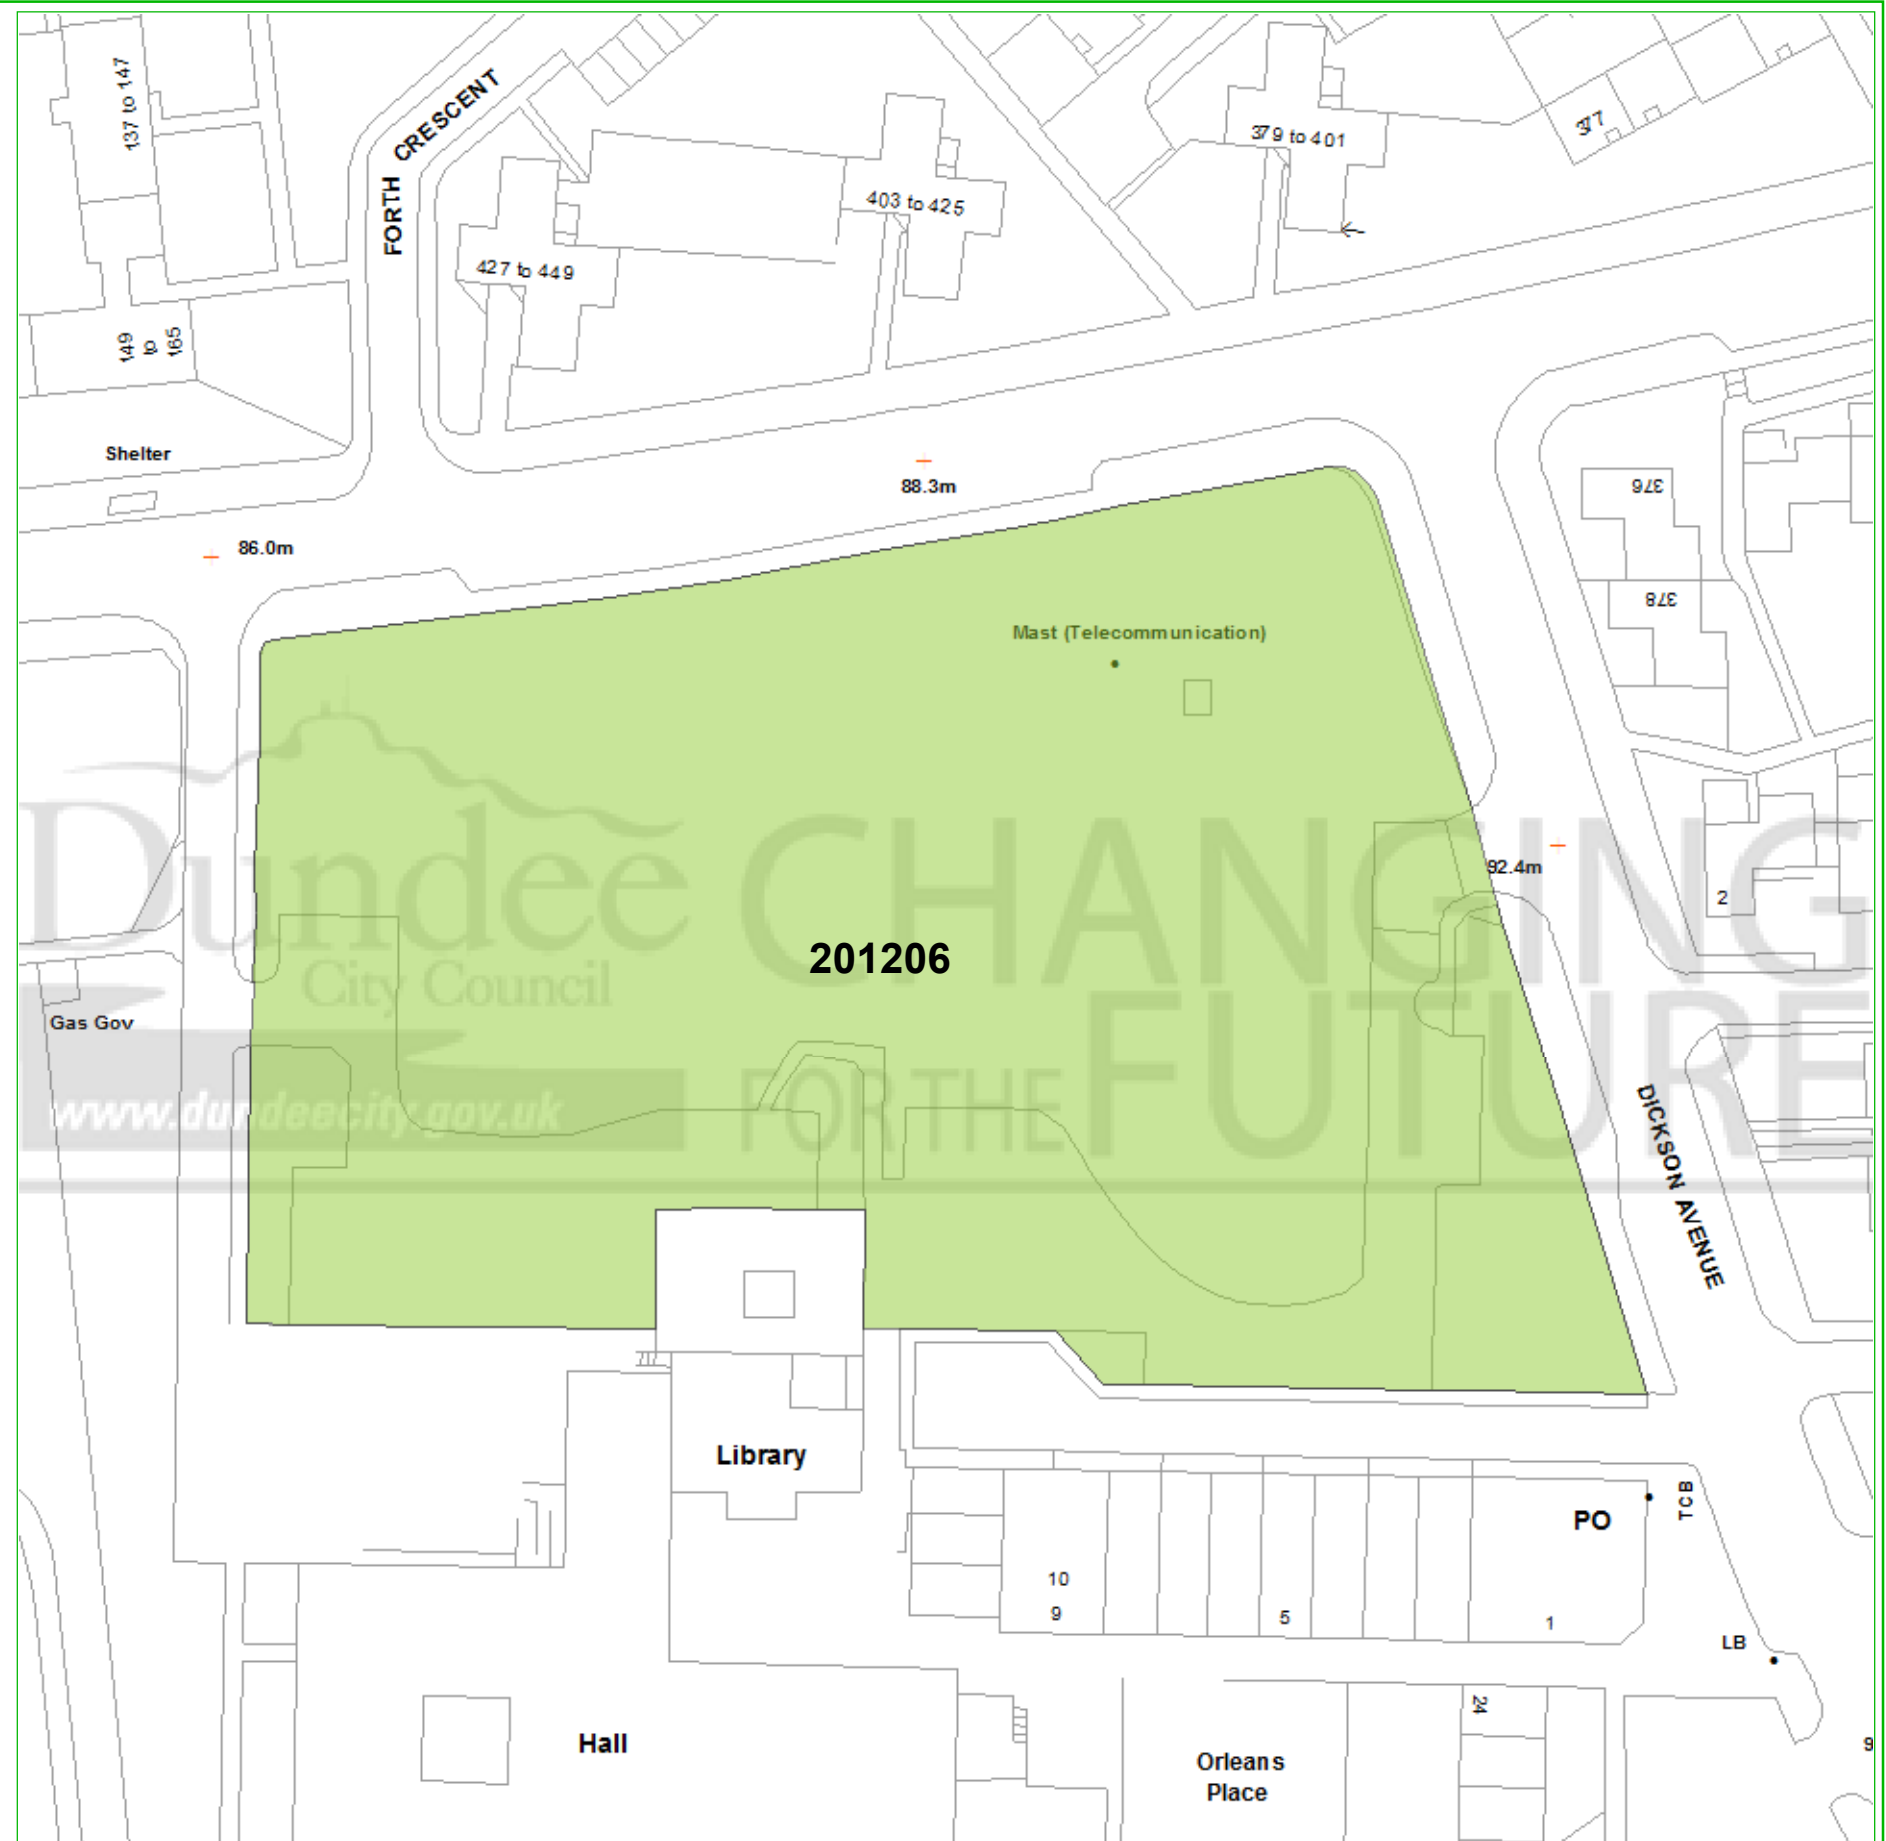 137 to 147
FORTH CRESCENT
379 to 401
377
403 to 425
427 to 449
149
to
165
Shelter
88.3m
86.0m
376
378
Mast (Telecommunication)
Dundee
City Council
www.dundeecity.gov.uk
CHANGING
FOR THE FUTURE
92.4m
2
201206
Gas Gov
DICKSON AVENUE
Library
PO
TCB
10
9
5
1
LB
24
Hall
Orleans
Place
9